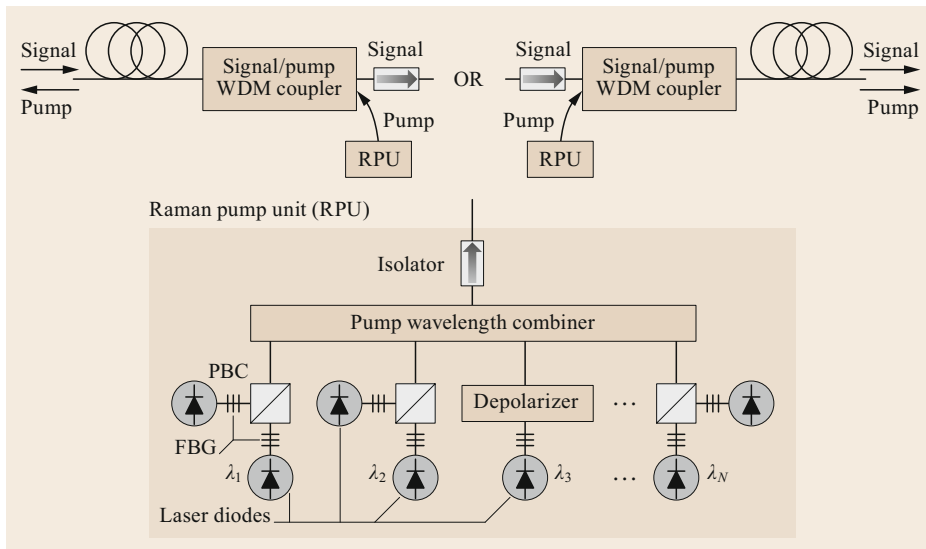 Signal
Pump
Signal/pump
WDM coupler
Signal
Pump
RPU
OR
Signal
Pump
RPU
Signal/pump
WDM coupler
Signal
Pump
Raman pump unit (RPU)
Isolator
Pump wavelength combiner
PBC
FBG
Depolarizer
...
λ1
λ2
λ3
...
λN
Laser diodes